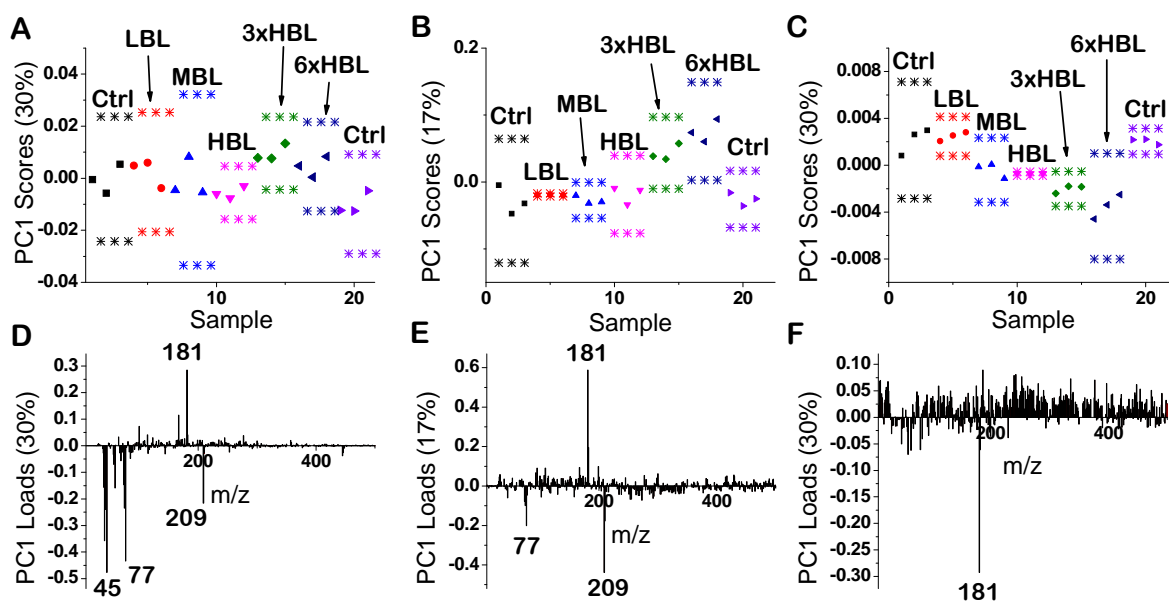 A
LBL
MBL
3xHBL
6xHBL
Ctrl
HBL
Ctrl
PC1 Scores (30%)
0.04
0.02
0.00
-0.02
-0.04
10
20
Sample
B
Ctrl
LBL
MBL
HBL
3xHBL
6xHBL
Ctrl
PC1 Scores (17%)
0.2
0.0
0
10
20
Sample
C
Ctrl
LBL
MBL
HBL
3xHBL
6xHBL
Ctrl
PC1 Scores (30%)
0.008
0.004
0.000
-0.004
-0.008
0
10
20
Sample
D
181
PC1 Loads (30%)
0.3
0.2
0.1
0.0
-0.1
-0.2
-0.3
-0.4
-0.5
200
400
m/z
209
77
45
E
181
PC1 Loads (17%)
0.6
0.4
0.2
0.0
-0.2
-0.4
200
400
m/z
77
209
F
PC1 Loads (30%)
0.10
0.05
0.00
-0.05
-0.10
-0.15
-0.20
-0.25
-0.30
200
400
m/z
181